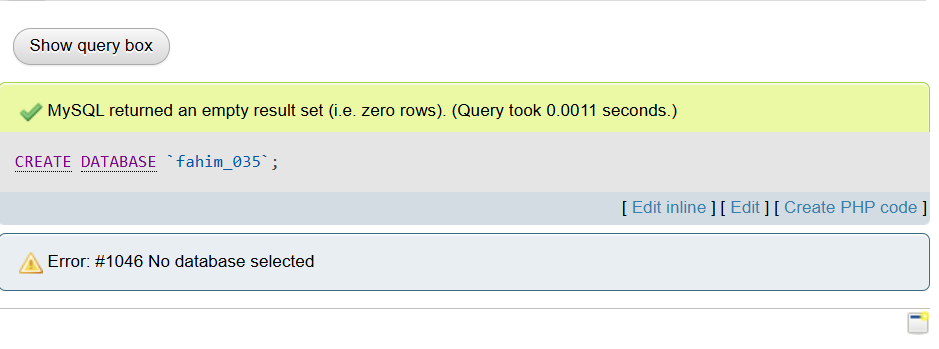 Show query box
MySQL returned an empty result set (i.e. zero rows). (Query took 0.0011 seconds.)
CREATE DATABASE `fahim_035`;
[ Edit inline ] [ Edit ] [ Create PHP code ]
Error: #1046 No database selected